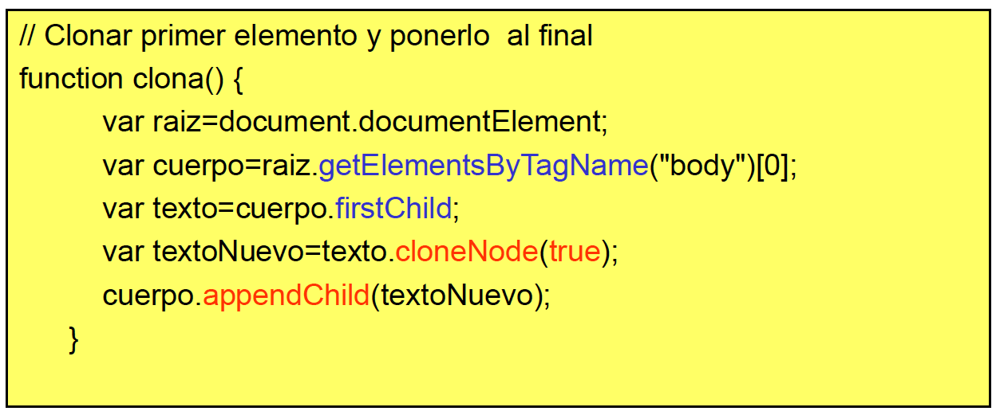 // Clonar primer elemento y ponerlo  al final
function clona() {
var raiz=document.documentElement;
var cuerpo=raiz.getElementsByTagName("body")[0];
var texto=cuerpo.firstChild;
var textoNuevo=texto.cloneNode(true);
cuerpo.appendChild(textoNuevo);
}